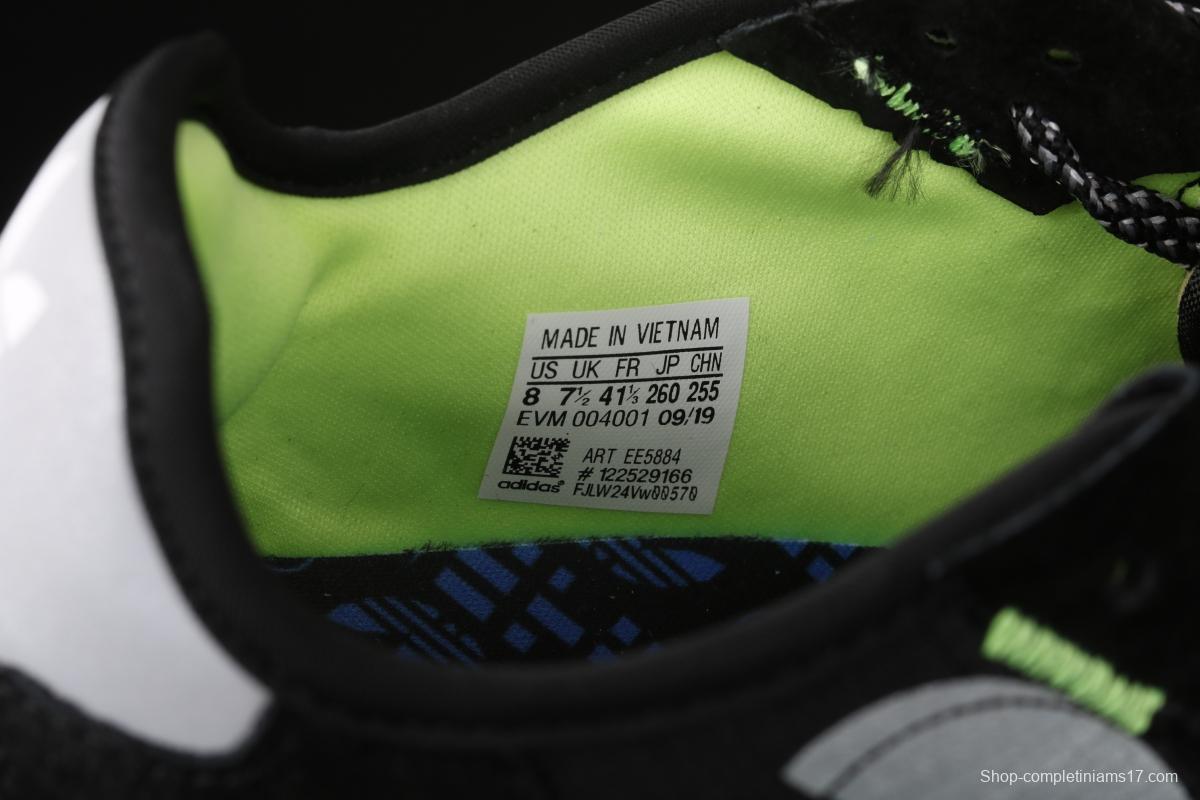 MADE IN VIETNAM
US UK FR JP CHN
8 7½ 41⅓ 260 255
EVM 004001 09/19
ART EE5884
# 122529166
adidas® FJLW24Vw00570
Shop-completiniams17.com